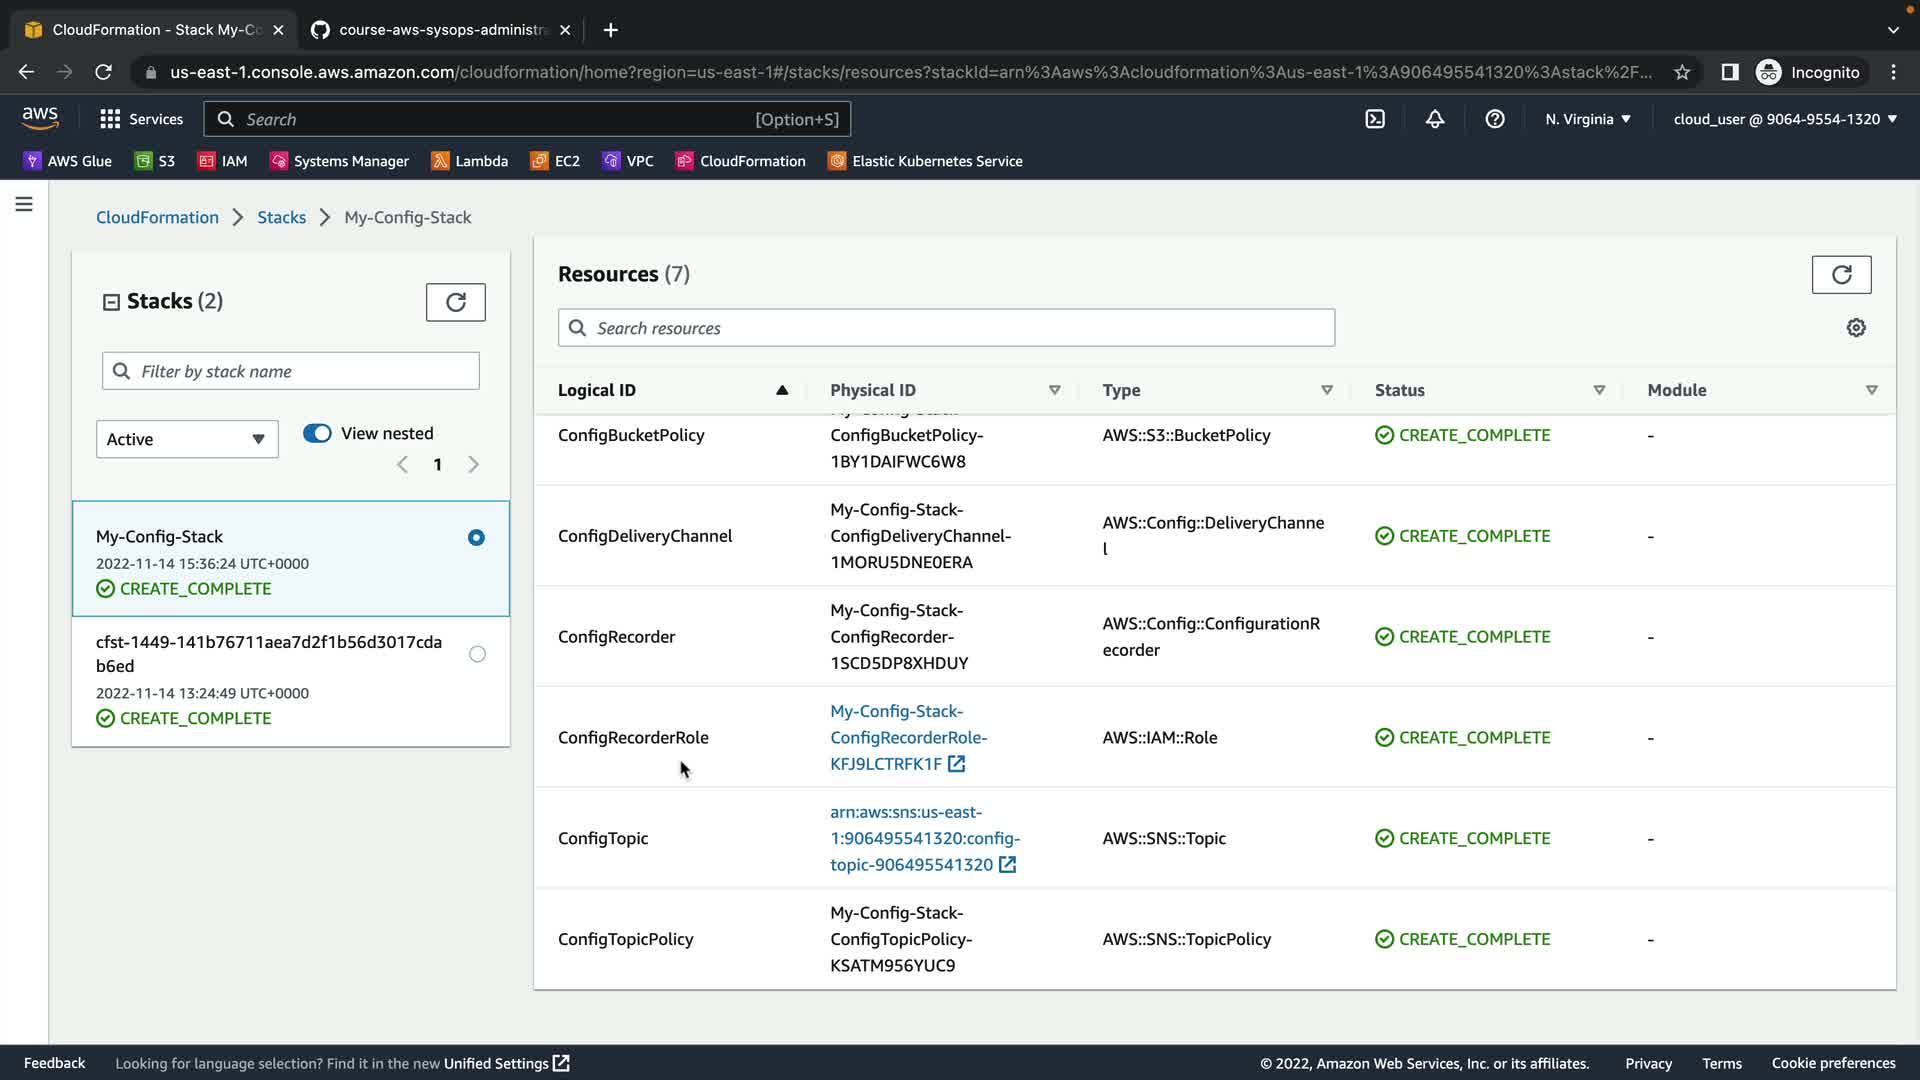 CloudFormation - Stack My-Co
course-aws-sysops-administra
us-east-1.console.aws.amazon.com/cloudformation/home?region=us-east-1#/stacks/resources?stackId=arn%3Aaws%3Acloudformation%3Aus-east-1%3A906495541320%3Astack%2F...
Incognito
aws
Services
Search
[Option+S]
N. Virginia
cloud_user @ 9064-9554-1320
AWS Glue
S3
IAM
Systems Manager
Lambda
EC2
VPC
CloudFormation
Elastic Kubernetes Service
CloudFormation
Stacks
My-Config-Stack
Stacks (2)
Filter by stack name
Active
View nested
1
My-Config-Stack
2022-11-14 15:36:24 UTC+0000
CREATE_COMPLETE
cfst-1449-141b76711aea7d2f1b56d3017cda
b6ed
2022-11-14 13:24:49 UTC+0000
CREATE_COMPLETE
Resources (7)
Search resources
Logical ID
Physical ID
Type
Status
Module
ConfigBucketPolicy
My-Config-Stack-
ConfigBucketPolicy-
1BY1DAIFWC6W8
AWS::S3::BucketPolicy
CREATE_COMPLETE
-
ConfigDeliveryChannel
My-Config-Stack-
ConfigDeliveryChannel-
1MORU5DNE0ERA
AWS::Config::DeliveryChanne
l
CREATE_COMPLETE
-
ConfigRecorder
My-Config-Stack-
ConfigRecorder-
1SCD5DP8XHDUY
AWS::Config::ConfigurationR
ecorder
CREATE_COMPLETE
-
ConfigRecorderRole
My-Config-Stack-
ConfigRecorderRole-
KFJ9LCTRFK1F
AWS::IAM::Role
CREATE_COMPLETE
-
ConfigTopic
arn:aws:sns:us-east-
1:906495541320:config-
topic-906495541320
AWS::SNS::Topic
CREATE_COMPLETE
-
ConfigTopicPolicy
My-Config-Stack-
ConfigTopicPolicy-
KSATM956YUC9
AWS::SNS::TopicPolicy
CREATE_COMPLETE
-
Feedback
Looking for language selection? Find it in the new Unified Settings
© 2022, Amazon Web Services, Inc. or its affiliates.
Privacy
Terms
Cookie preferences